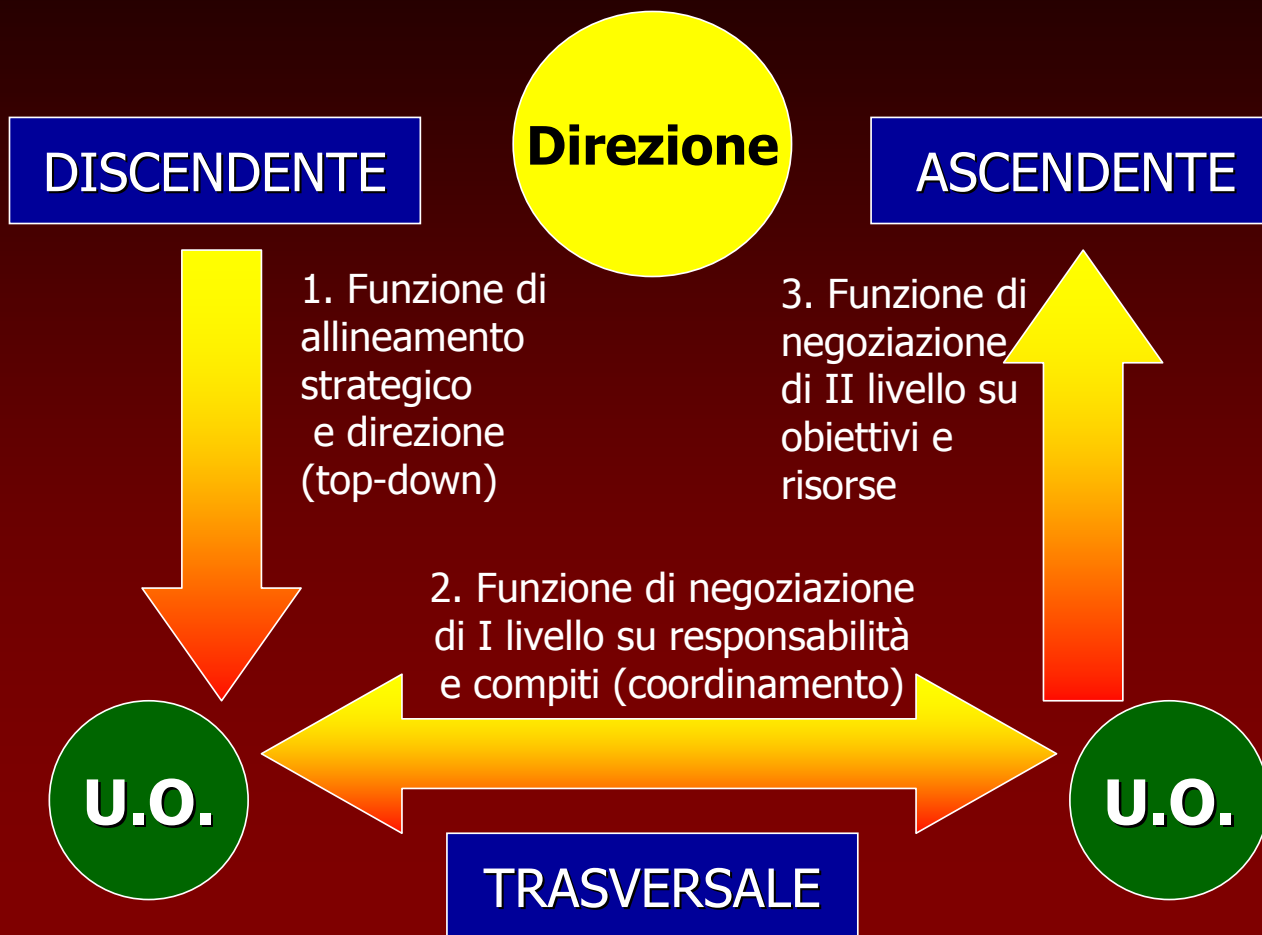 Direzione
DISCENDENTE
ASCENDENTE
1. Funzione di
allineamento
strategico
e direzione
(top-down)
3. Funzione di
negoziazione
di II livello su
obiettivi e
risorse
2. Funzione di negoziazione
di I livello su responsabilità
e compiti (coordinamento)
U.O.
U.O.
TRASVERSALE